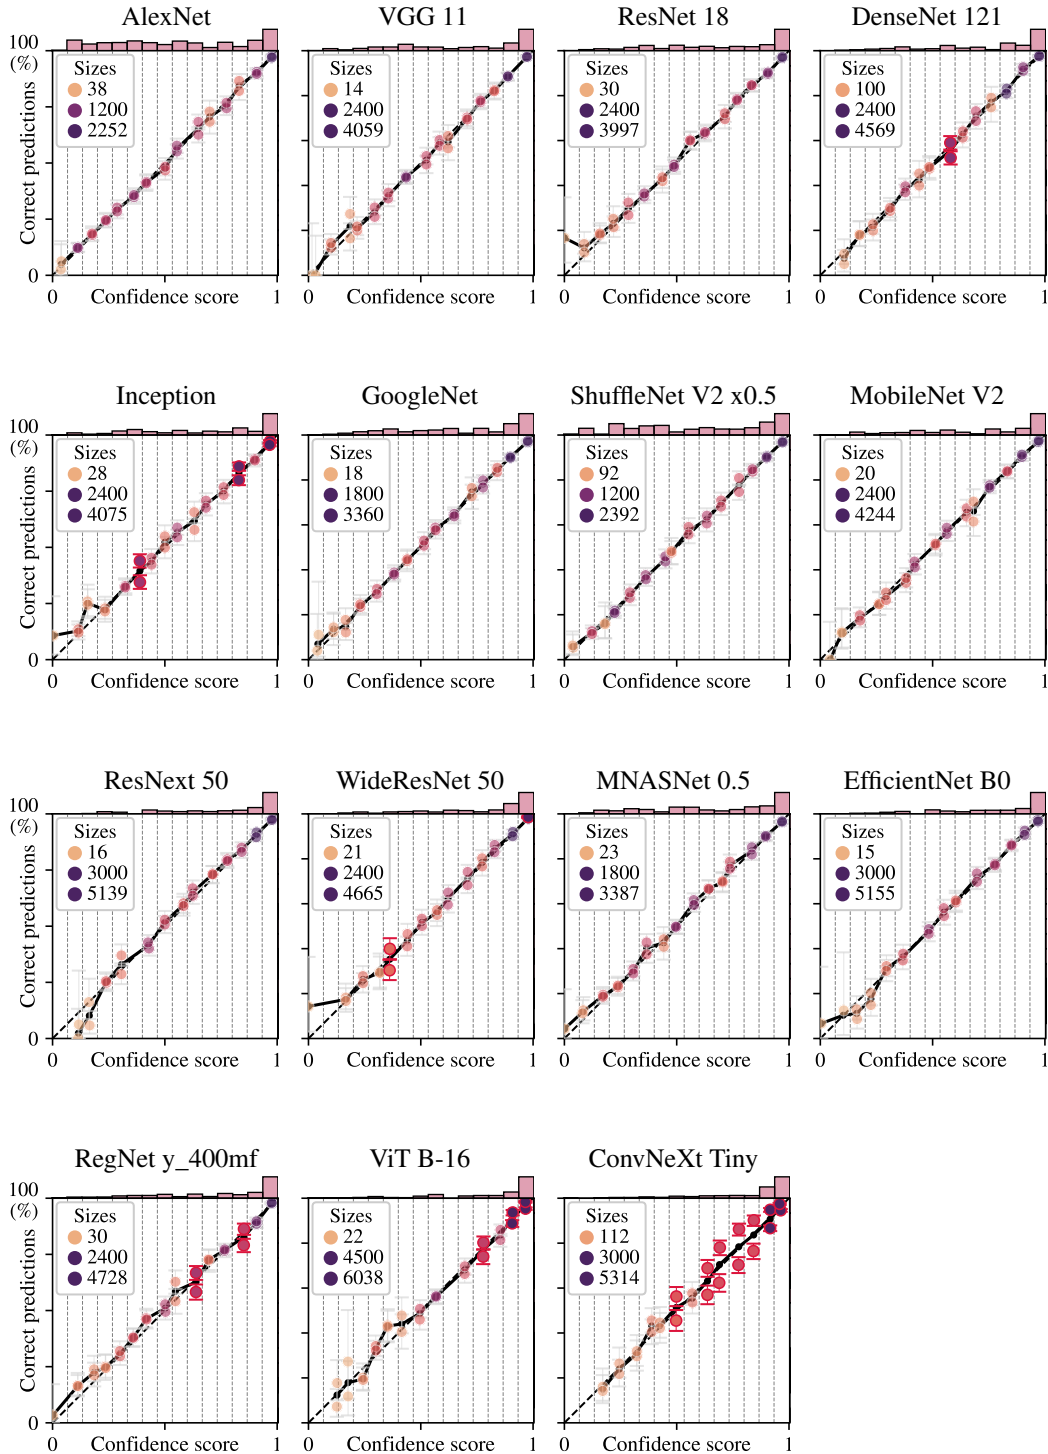 AlexNet VGG 11 ResNet 18 DenseNet 121
100
(%)
Correct predictions
0
Sizes
38
1200
2252
Sizes
14
2400
4059
Sizes
30
2400
3997
Sizes
100
2400
4569
0 Confidence score 1
0 Confidence score 1
0 Confidence score 1
0 Confidence score 1
Inception GoogleNet ShuffleNet V2 x0.5 MobileNet V2
100
(%)
Correct predictions
0
Sizes
28
2400
4075
Sizes
18
1800
3360
Sizes
92
1200
2392
Sizes
20
2400
4244
0 Confidence score 1
0 Confidence score 1
0 Confidence score 1
0 Confidence score 1
ResNext 50 WideResNet 50 MNASNet 0.5 EfficientNet B0
100
(%)
Correct predictions
0
Sizes
16
3000
5139
Sizes
21
2400
4665
Sizes
23
1800
3387
Sizes
15
3000
5155
0 Confidence score 1
0 Confidence score 1
0 Confidence score 1
0 Confidence score 1
RegNet y_400mf ViT B-16 ConvNeXt Tiny
100
(%)
Correct predictions
0
Sizes
30
2400
4728
Sizes
22
4500
6038
Sizes
112
3000
5314
0 Confidence score 1
0 Confidence score 1
0 Confidence score 1